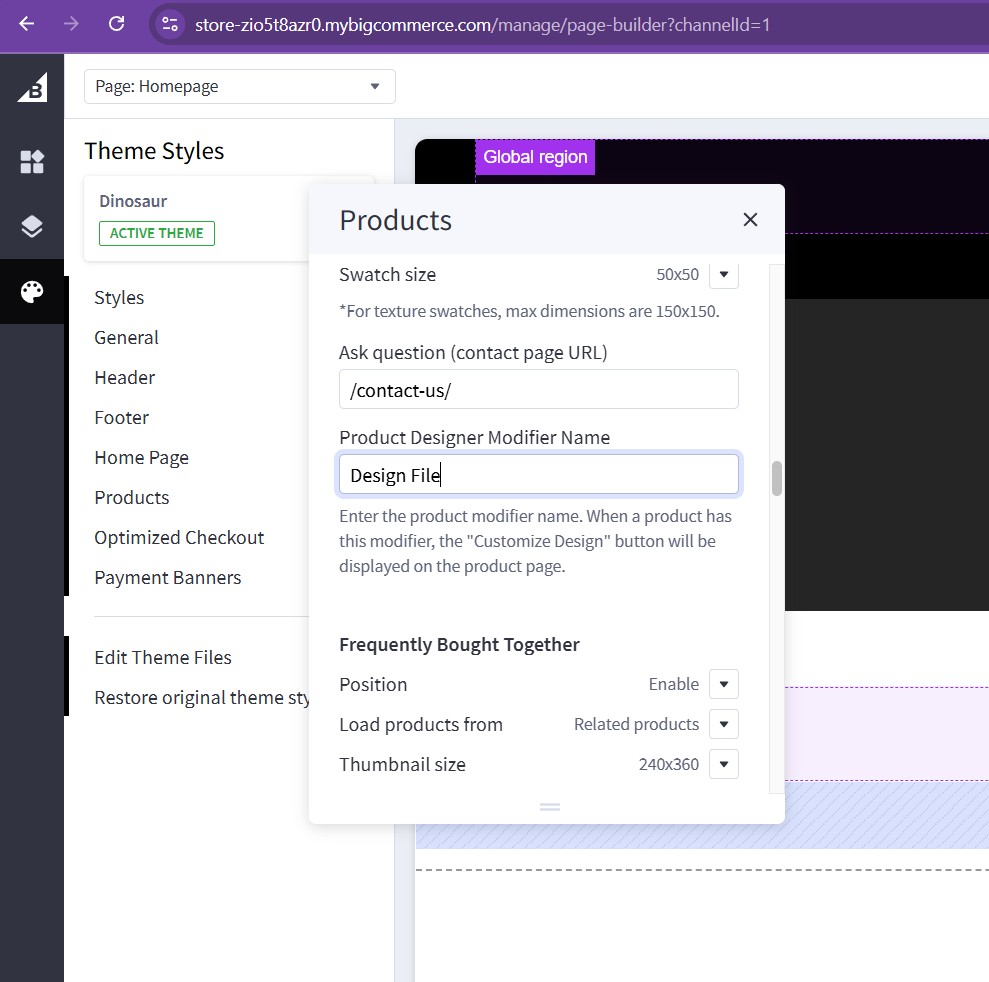 store-zio5t8azr0.mybigcommerce.com/manage/page-builder?channelId=1
B
Page: Homepage
Theme Styles
Dinosaur
ACTIVE THEME
Styles
General
Header
Footer
Home Page
Products
Optimized Checkout
Payment Banners
Edit Theme Files
Restore original theme sty
Global region
Products
Swatch size 50x50
*For texture swatches, max dimensions are 150x150.
Ask question (contact page URL)
/contact-us/
Product Designer Modifier Name
Design File
Enter the product modifier name. When a product has
this modifier, the "Customize Design" button will be
displayed on the product page.
Frequently Bought Together
Position Enable
Load products from Related products
Thumbnail size 240x360